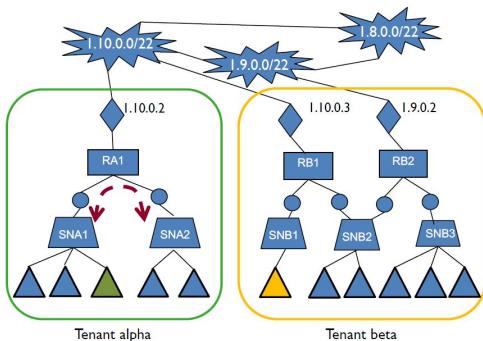 1.8.0.0/22
1.10.0.0/22
1.9.0.0/22
1.10.0.2
1.10.0.3
1.9.0.2
RA1
RB1
RB2
SNA1
SNA2
SNB1
SNB2
SNB3
Tenant alpha
Tenant beta